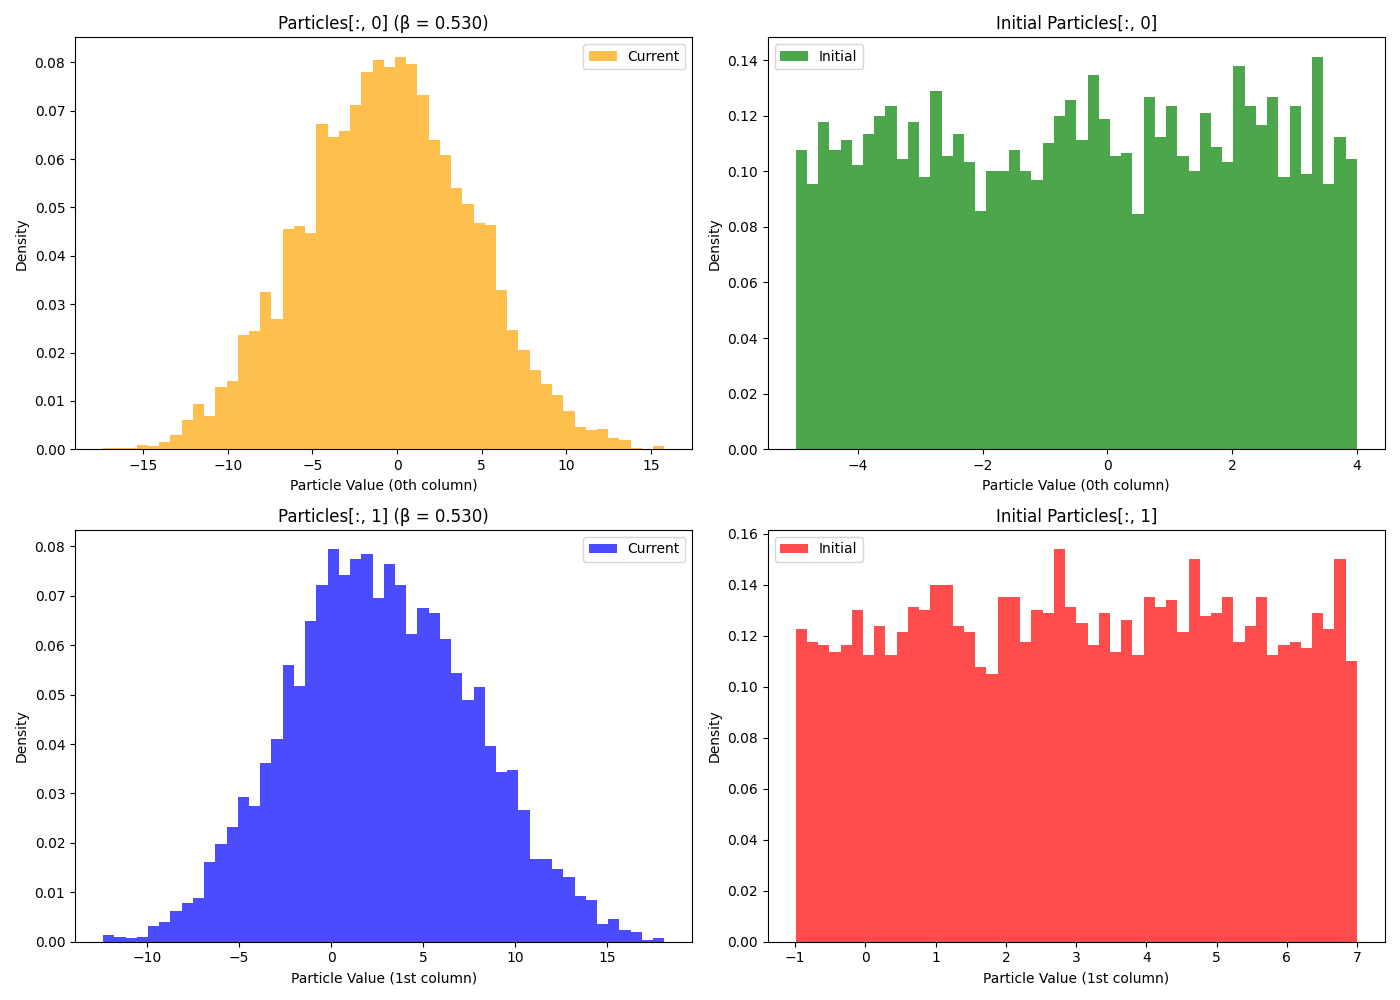 Particles[:, 0] (β = 0.530)
Current
0.08
0.07
0.06
0.05
0.04
0.03
0.02
0.01
0.00
Density
−15 −10 −5 0 5 10 15
Particle Value (0th column)
Initial Particles[:, 0]
Initial
0.14
0.12
0.10
0.08
0.06
0.04
0.02
0.00
Density
−4 −2 0 2 4
Particle Value (0th column)
Particles[:, 1] (β = 0.530)
Current
0.08
0.07
0.06
0.05
0.04
0.03
0.02
0.01
0.00
Density
−10 −5 0 5 10 15
Particle Value (1st column)
Initial Particles[:, 1]
Initial
0.16
0.14
0.12
0.10
0.08
0.06
0.04
0.02
0.00
Density
−1 0 1 2 3 4 5 6 7
Particle Value (1st column)